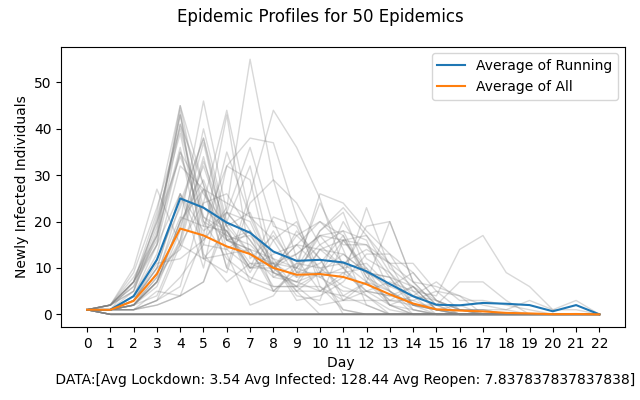 Epidemic Profiles for 50 Epidemics
Average of Running
Average of All
Newly Infected Individuals
50
40
30
20
10
0
0 1 2 3 4 5 6 7 8 9 10 11 12 13 14 15 16 17 18 19 20 21 22
Day
DATA:[Avg Lockdown: 3.54 Avg Infected: 128.44 Avg Reopen: 7.837837837837838]